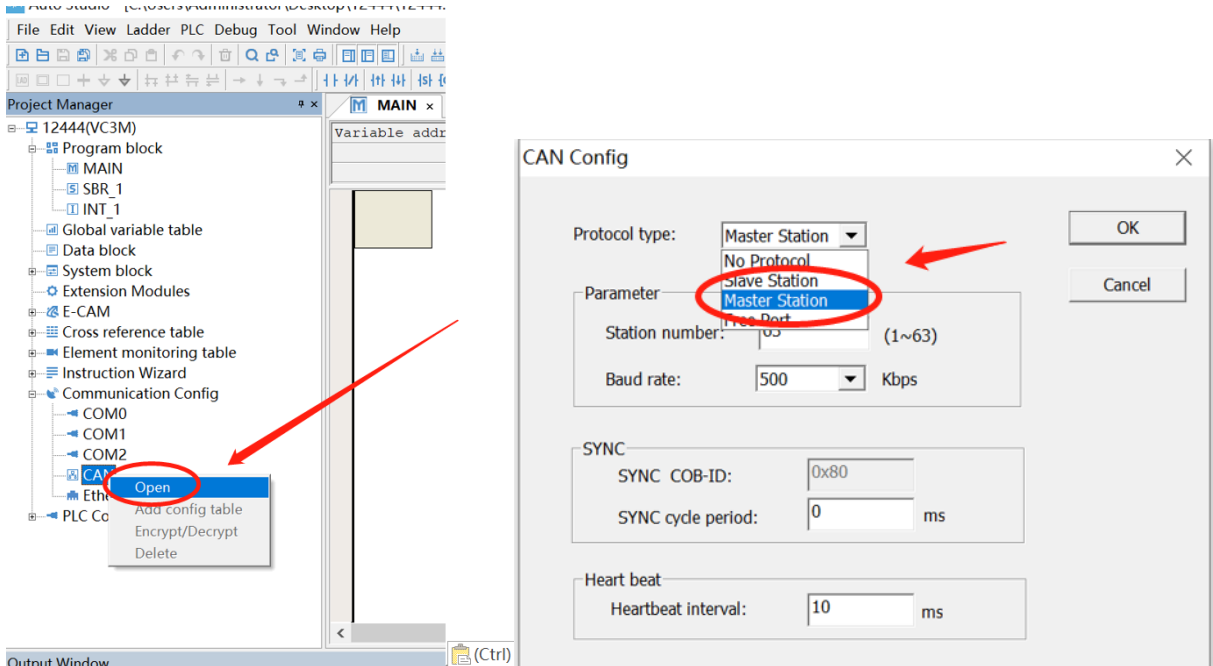 Auto Studio - [C:\Users\Administrator\Desktop\12444\12444.
File Edit View Ladder PLC Debug Tool Window Help
Project Manager
MAIN ×
12444(VC3M)
Program block
MAIN
SBR_1
INT_1
Global variable table
Data block
System block
Extension Modules
E-CAM
Cross reference table
Element monitoring table
Instruction Wizard
Communication Config
COM0
COM1
COM2
CAN
Open
Add config table
Encrypt/Decrypt
Delete
Ethe
PLC Co
Output Window
Variable addr
(Ctrl)
CAN Config
Protocol type:
Master Station
No Protocol
Slave Station
Master Station
Free Port
OK
Cancel
Parameter
Station number:
63
(1~63)
Baud rate:
500
Kbps
SYNC
SYNC COB-ID:
0x80
SYNC cycle period:
0
ms
Heart beat
Heartbeat interval:
10
ms